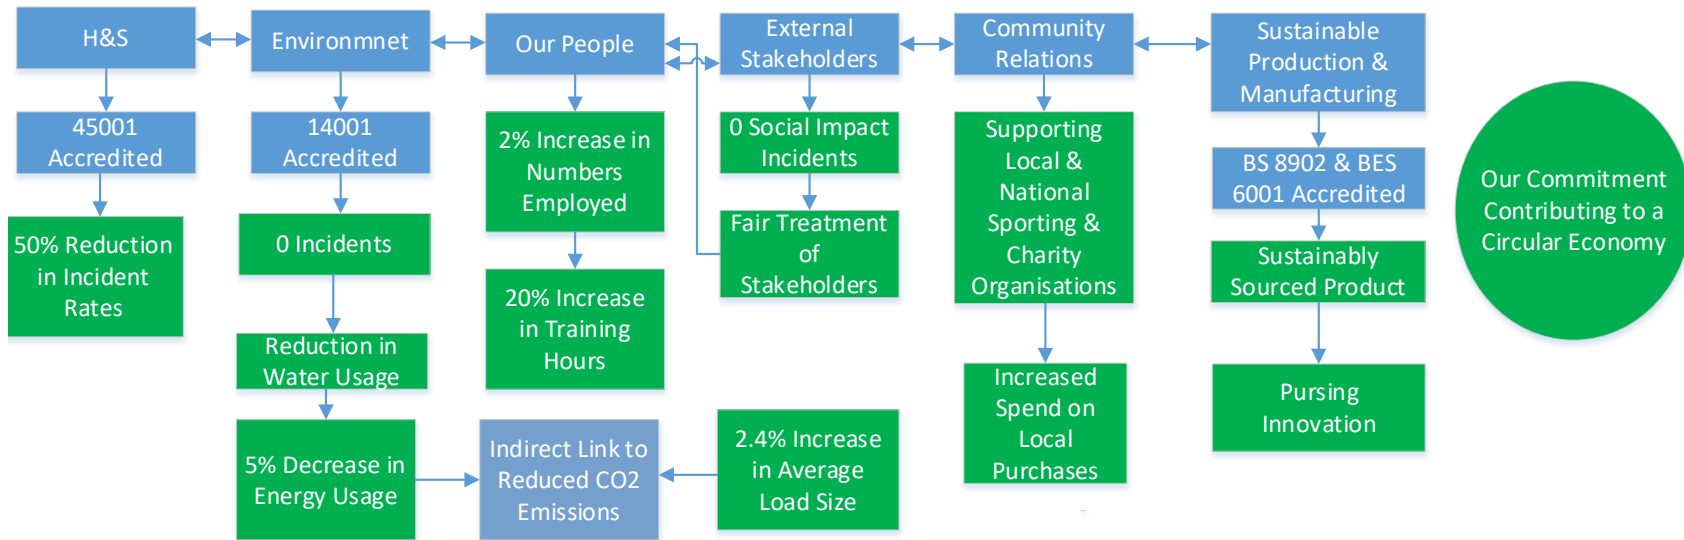 H&S
Environmnet
Our People
External
Stakeholders
Community
Relations
Sustainable
Production &
Manufacturing
45001
Accredited
14001
Accredited
2% Increase in
Numbers
Employed
0 Social Impact
Incidents
Supporting
Local &
National
Sporting &
Charity
Organisations
BS 8902 & BES
6001 Accredited
Our Commitment
Contributing to a
Circular Economy
50% Reduction
in Incident
Rates
0 Incidents
Fair Treatment
of
Stakeholders
Sustainably
Sourced Product
20% Increase
in Training
Hours
Reduction in
Water Usage
Increased
Spend on
Local
Purchases
Pursing
Innovation
5% Decrease in
Energy Usage
Indirect Link to
Reduced CO2
Emissions
2.4% Increase
in Average
Load Size